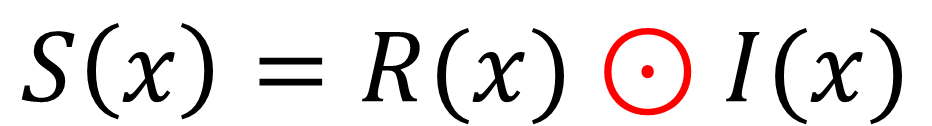 S(x) = R(x) ⊙ I(x)